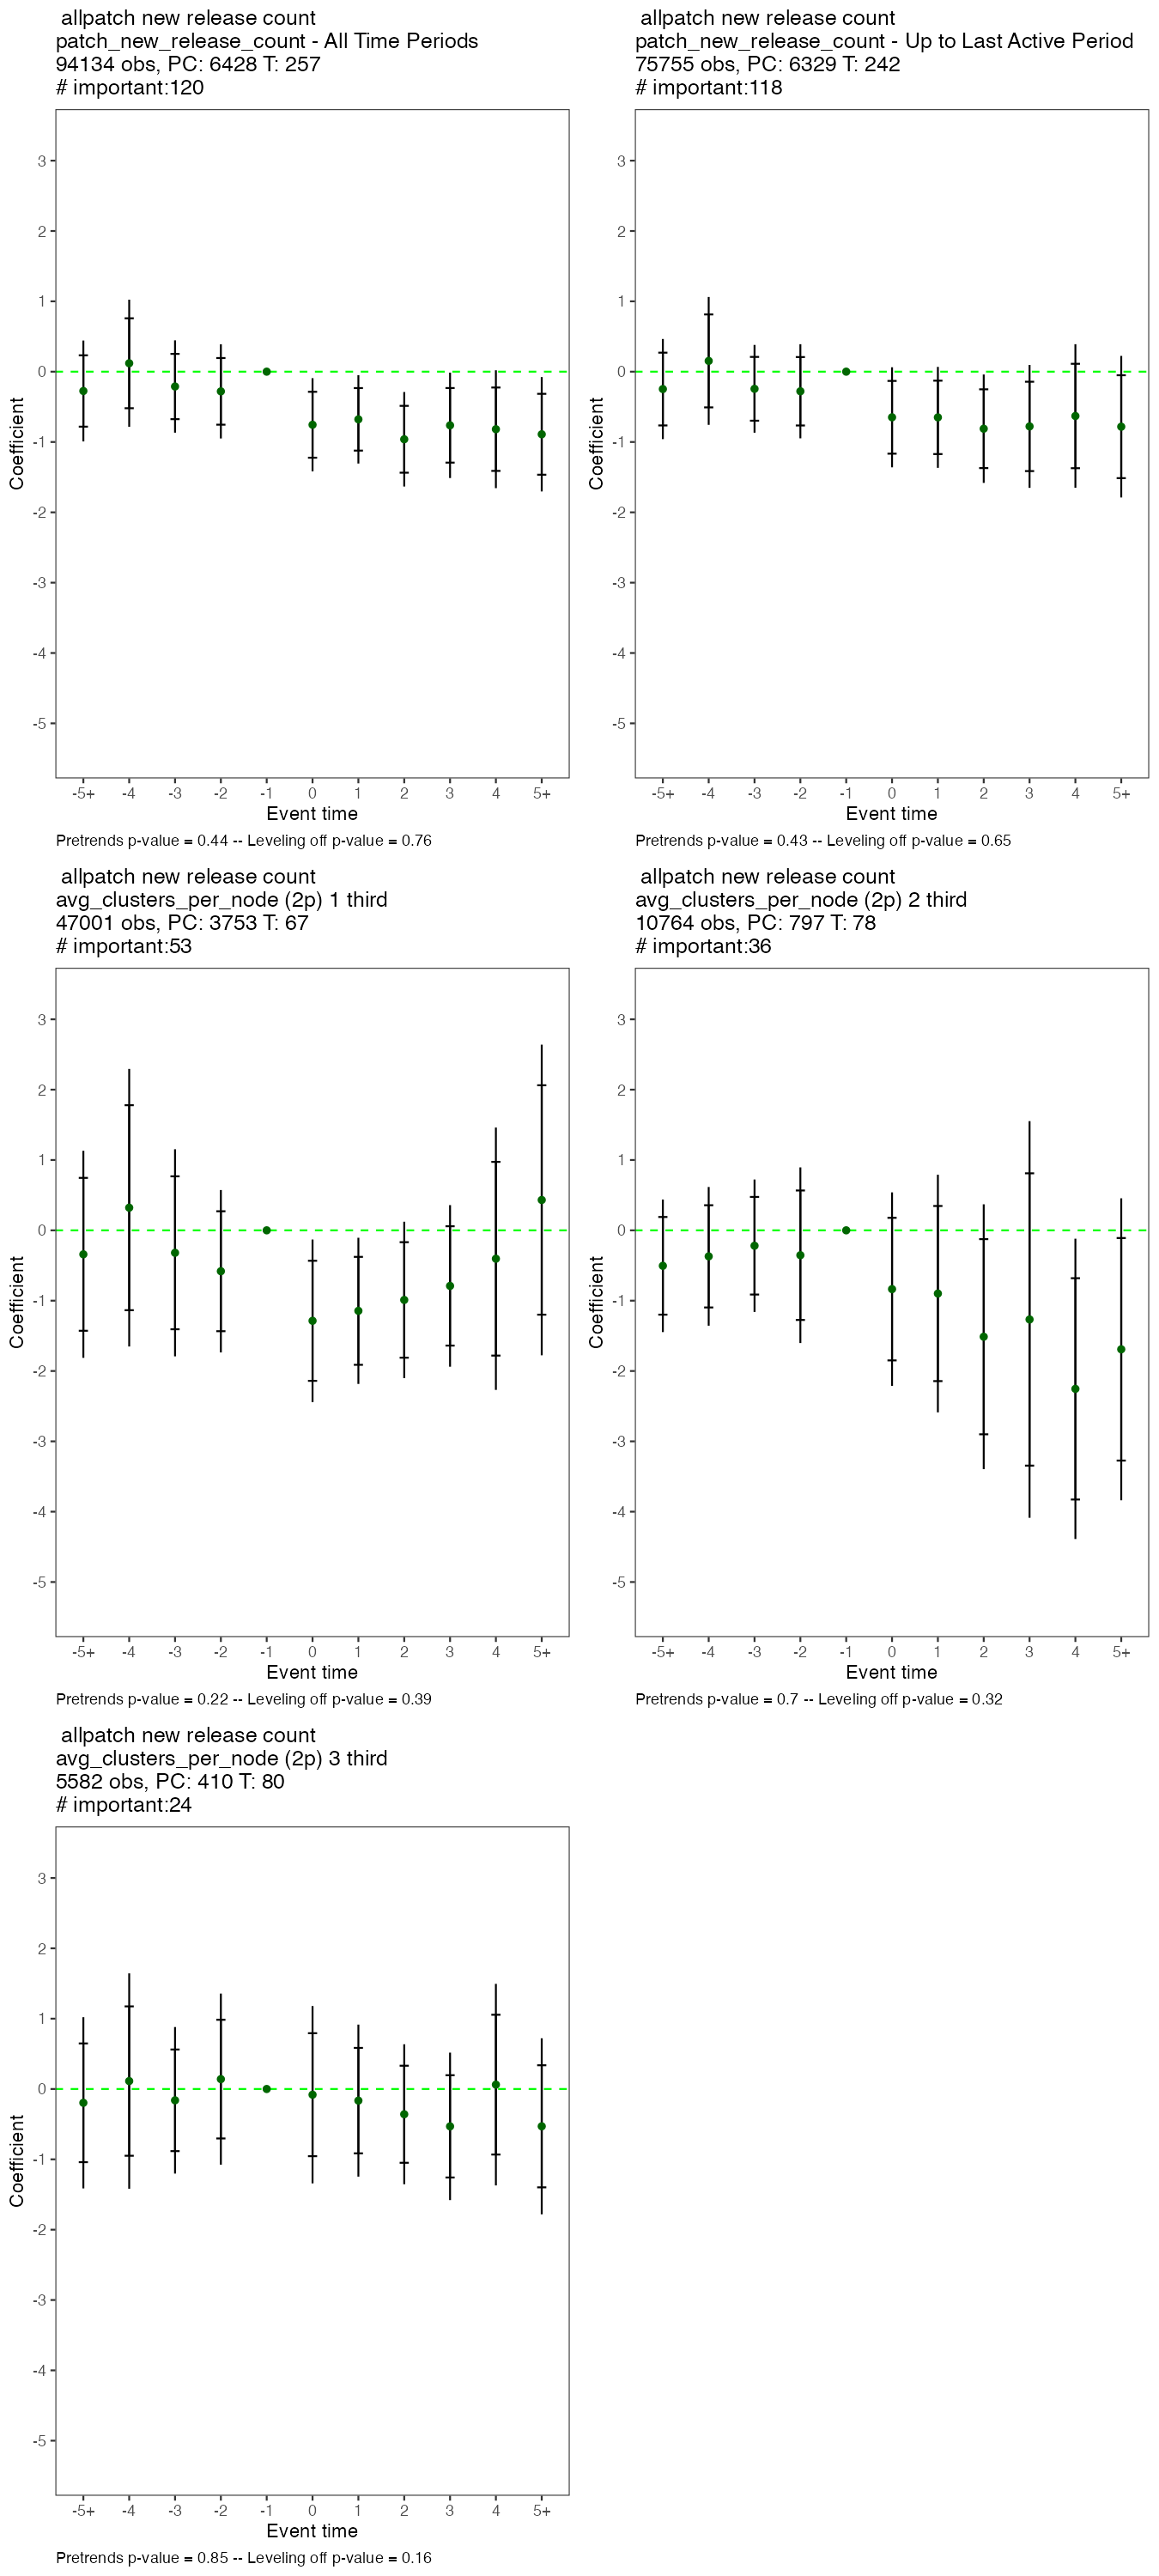 allpatch new release count
patch_new_release_count - All Time Periods
94134 obs, PC: 6428 T: 257
# important:120
3
2
1
0
-1
-2
-3
-4
-5
Coefficient
-5+ -4 -3 -2 -1 0 1 2 3 4 5+
Event time
Pretrends p-value = 0.44 -- Leveling off p-value = 0.76
allpatch new release count
patch_new_release_count - Up to Last Active Period
75755 obs, PC: 6329 T: 242
# important:118
3
2
1
0
-1
-2
-3
-4
-5
Coefficient
-5+ -4 -3 -2 -1 0 1 2 3 4 5+
Event time
Pretrends p-value = 0.43 -- Leveling off p-value = 0.65
allpatch new release count
avg_clusters_per_node (2p) 1 third
47001 obs, PC: 3753 T: 67
# important:53
3
2
1
0
-1
-2
-3
-4
-5
Coefficient
-5+ -4 -3 -2 -1 0 1 2 3 4 5+
Event time
Pretrends p-value = 0.22 -- Leveling off p-value = 0.39
allpatch new release count
avg_clusters_per_node (2p) 2 third
10764 obs, PC: 797 T: 78
# important:36
3
2
1
0
-1
-2
-3
-4
-5
Coefficient
-5+ -4 -3 -2 -1 0 1 2 3 4 5+
Event time
Pretrends p-value = 0.7 -- Leveling off p-value = 0.32
allpatch new release count
avg_clusters_per_node (2p) 3 third
5582 obs, PC: 410 T: 80
# important:24
3
2
1
0
-1
-2
-3
-4
-5
Coefficient
-5+ -4 -3 -2 -1 0 1 2 3 4 5+
Event time
Pretrends p-value = 0.85 -- Leveling off p-value = 0.16